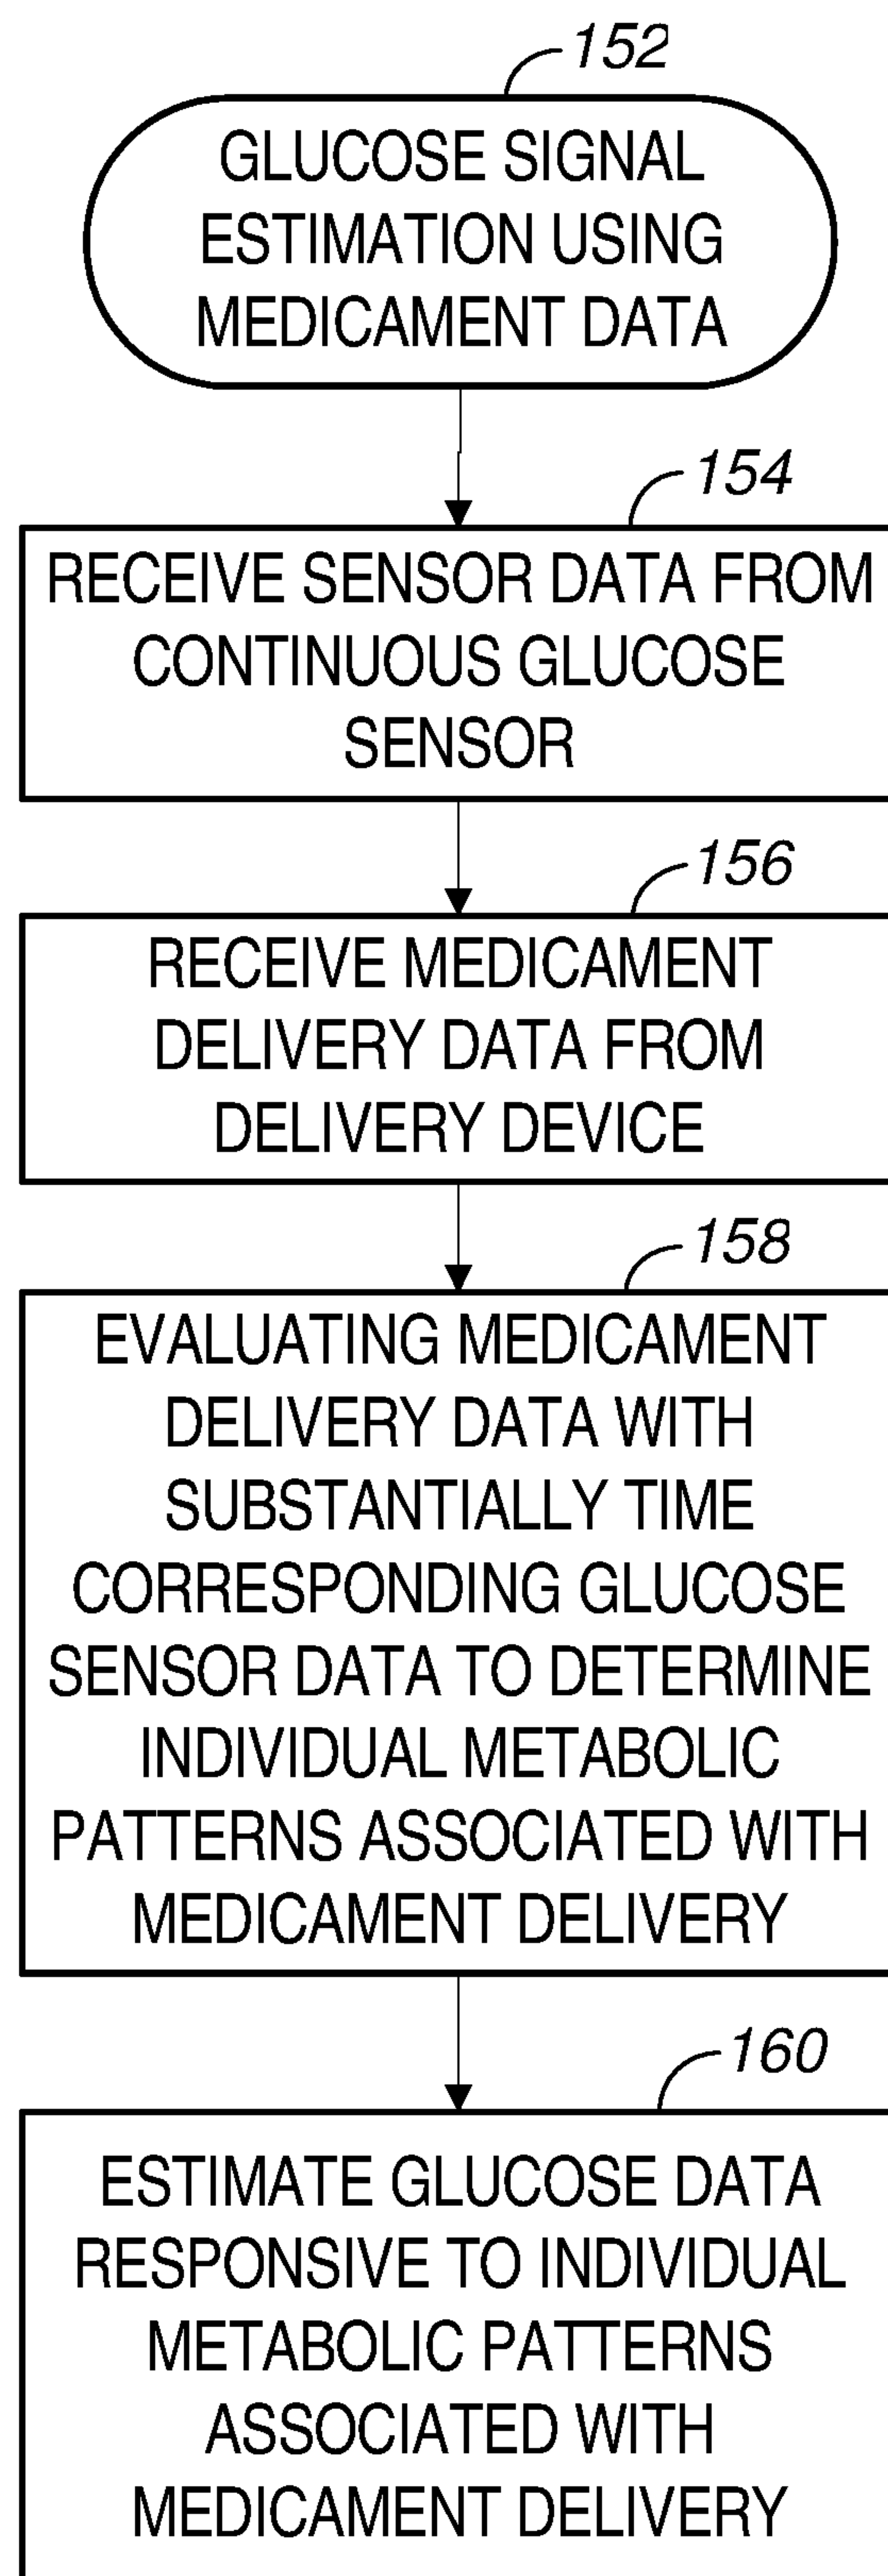 152
GLUCOSE SIGNAL
ESTIMATION USING
MEDICAMENT DATA
154
RECEIVE SENSOR DATA FROM
CONTINUOUS GLUCOSE
SENSOR
156
RECEIVE MEDICAMENT
DELIVERY DATA FROM
DELIVERY DEVICE
158
EVALUATING MEDICAMENT
DELIVERY DATA WITH
SUBSTANTIALLY TIME
CORRESPONDING GLUCOSE
SENSOR DATA TO DETERMINE
INDIVIDUAL METABOLIC
PATTERNS ASSOCIATED WITH
MEDICAMENT DELIVERY
160
ESTIMATE GLUCOSE DATA
RESPONSIVE TO INDIVIDUAL
METABOLIC PATTERNS
ASSOCIATED WITH
MEDICAMENT DELIVERY